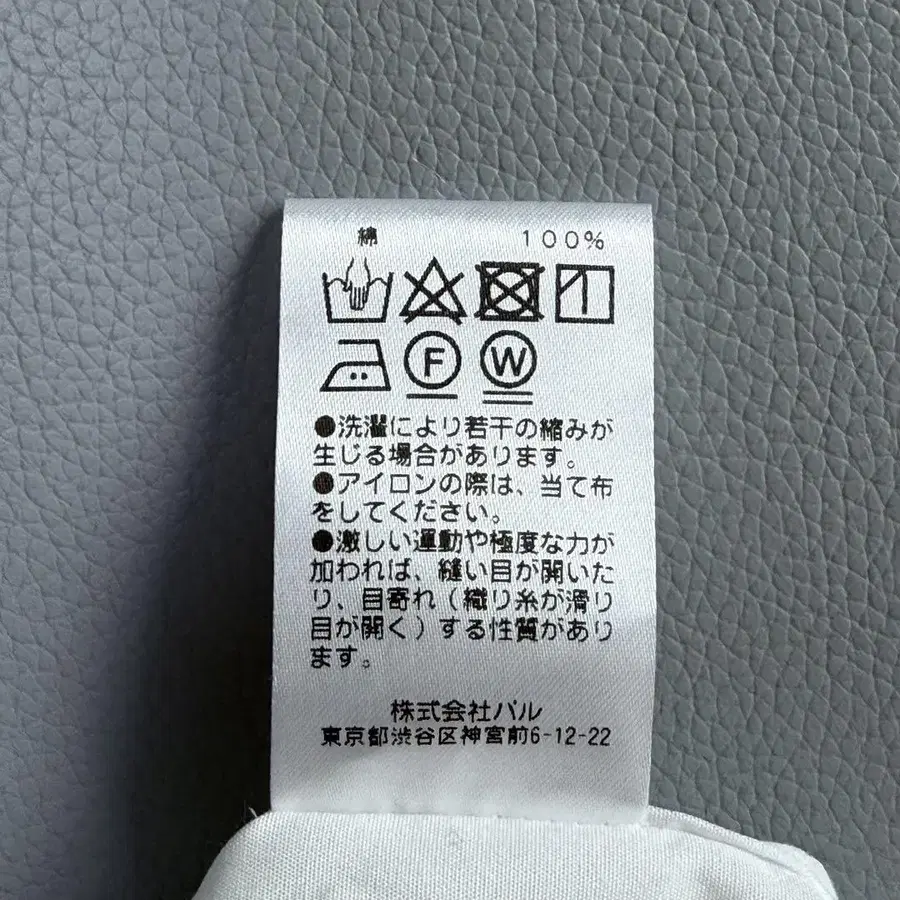 綿 100%
F W
●洗濯により若干の縮みが
生じる場合があります。
●アイロンの際は、当て布
をしてください。
●激しい運動や極度な力が
加われば、縫い目が開いた
り、目寄れ(織り糸が滑り
目が開く)する性質があり
ます。
株式会社パル
東京都渋谷区神宮前6-12-22